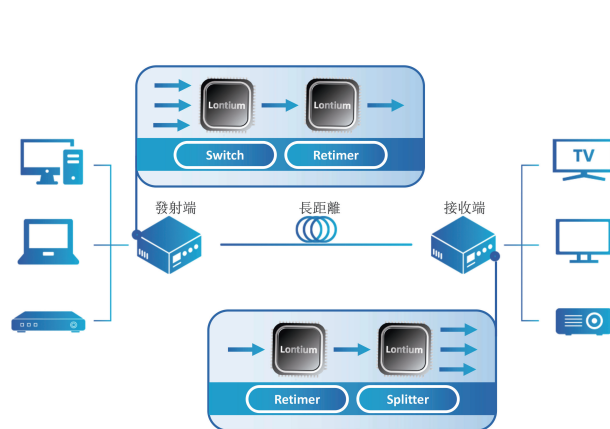 Lontium
Lontium
Switch
Retimer
TV
發射端
長距離
接收端
Lontium
Lontium
Retimer
Splitter